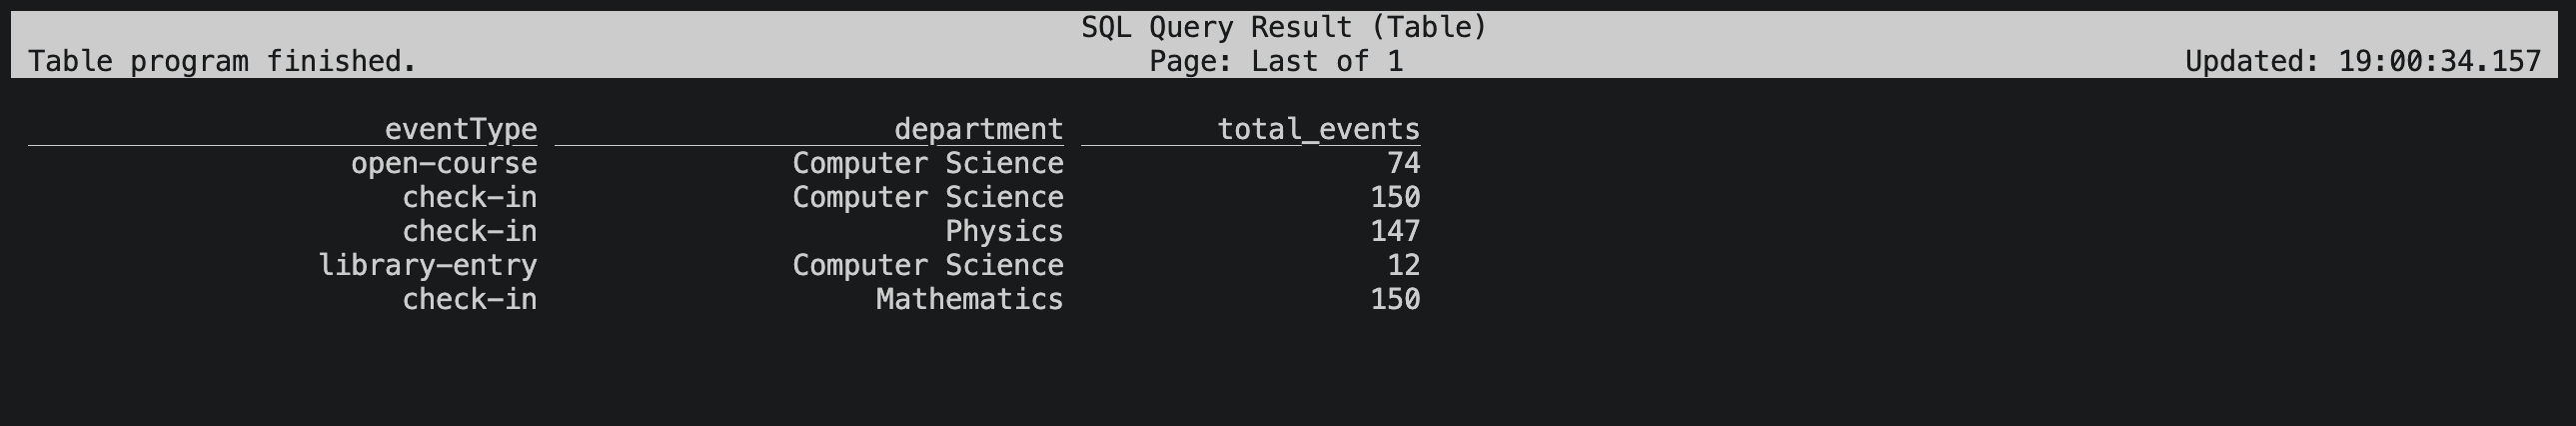 SQL Query Result (Table)
Table program finished. Page: Last of 1 Updated: 19:00:34.157
eventType department total_events
open-course Computer Science 74
check-in Computer Science 150
check-in Physics 147
library-entry Computer Science 12
check-in Mathematics 150